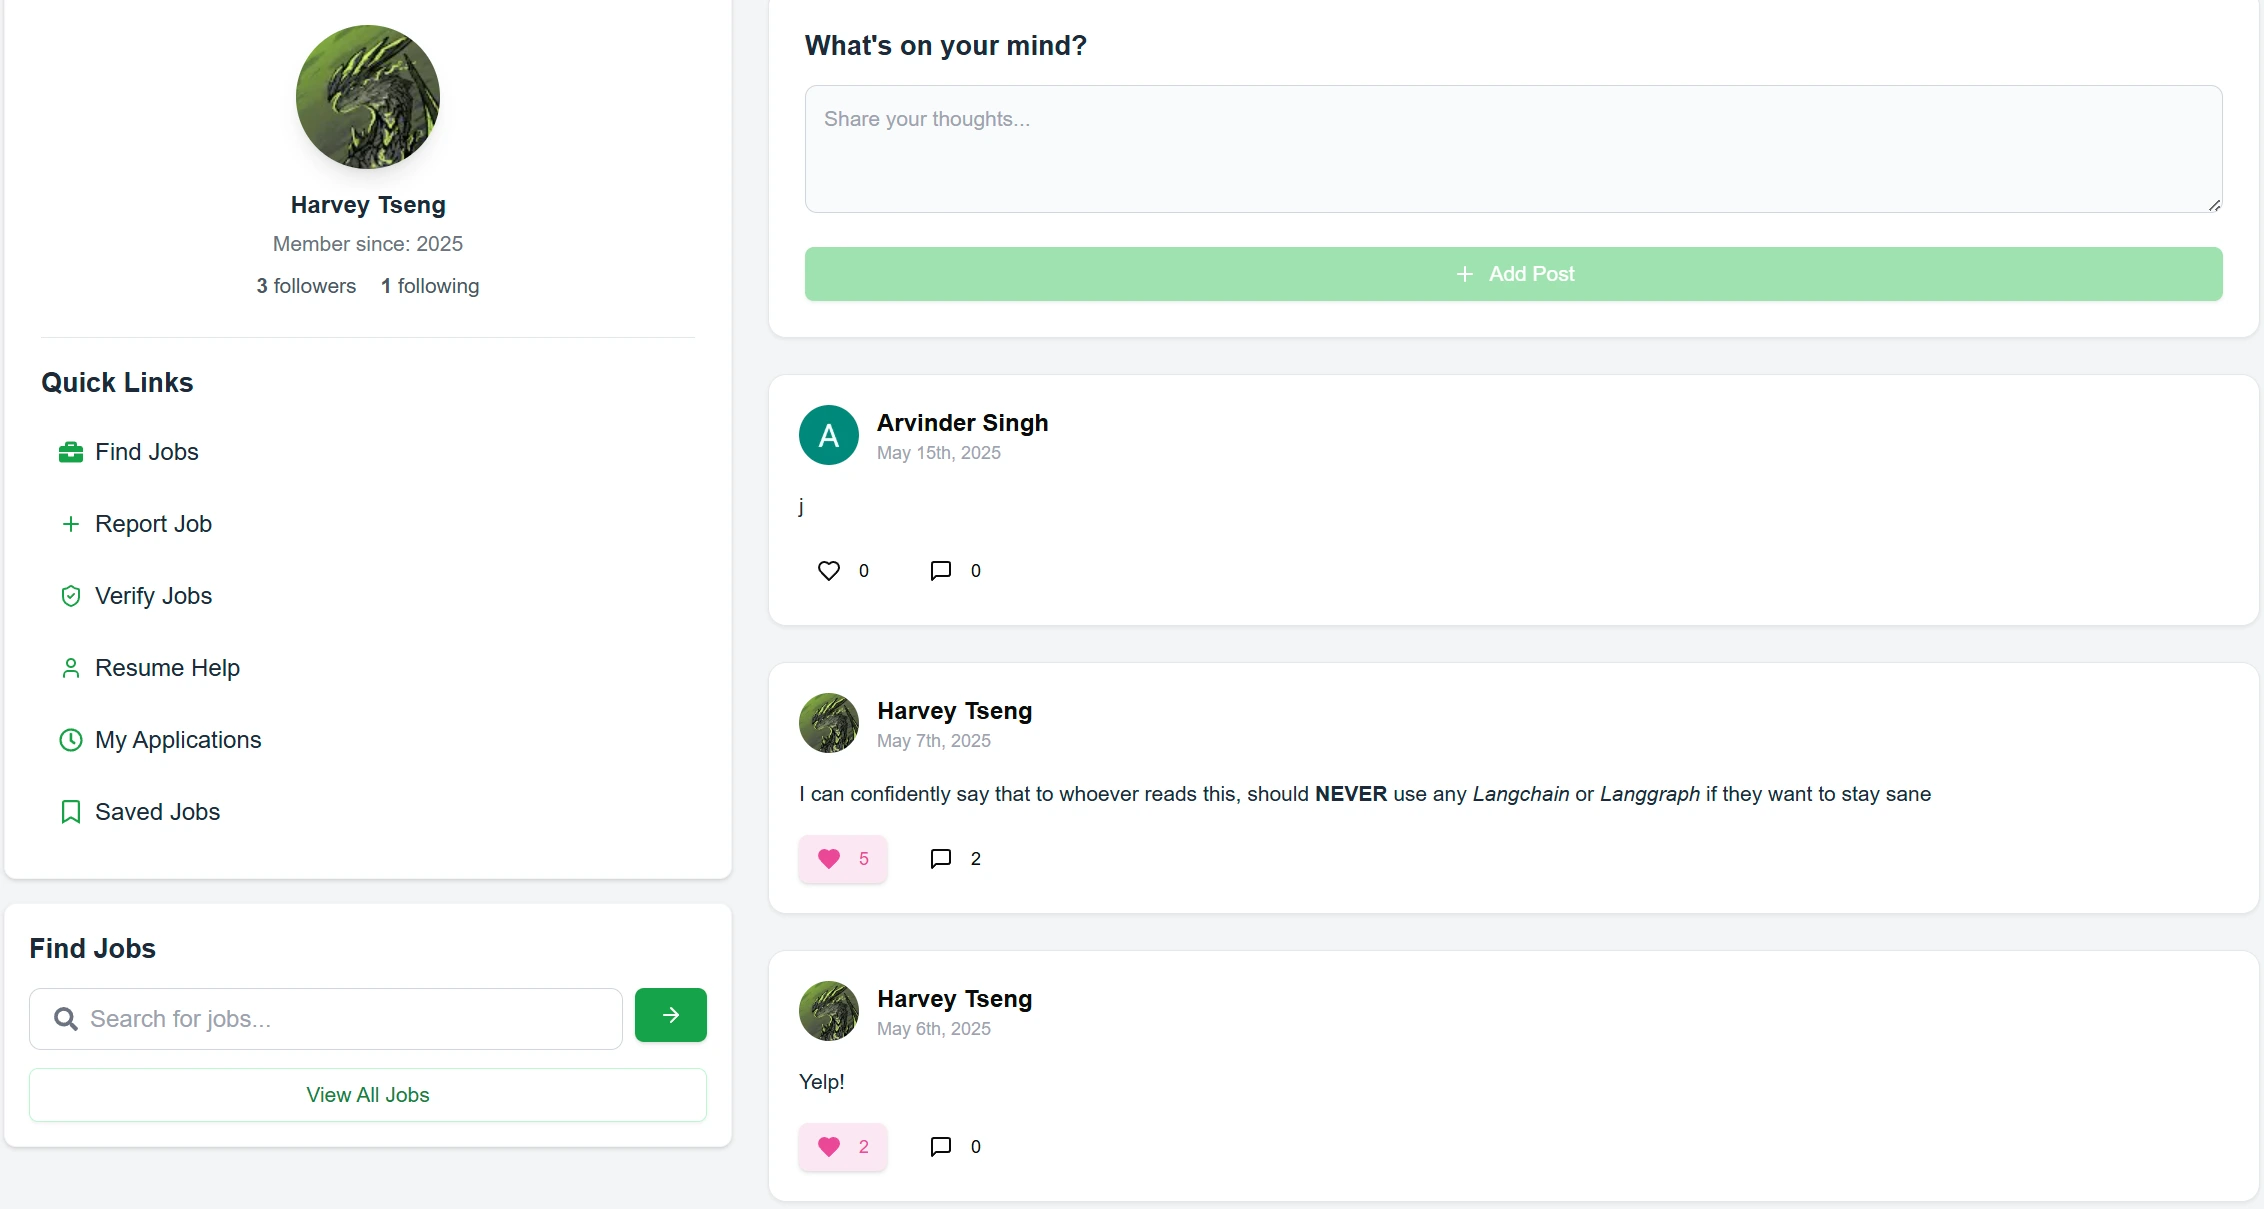 Harvey Tseng
Member since: 2025
3 followers 1 following
Quick Links
Find Jobs
Report Job
Verify Jobs
Resume Help
My Applications
Saved Jobs
Find Jobs
Search for jobs...
View All Jobs
What's on your mind?
Share your thoughts...
Add Post
A
Arvinder Singh
May 15th, 2025
j
0 0
Harvey Tseng
May 7th, 2025
I can confidently say that to whoever reads this, should NEVER use any Langchain or Langgraph if they want to stay sane
5 2
Harvey Tseng
May 6th, 2025
Yelp!
2 0